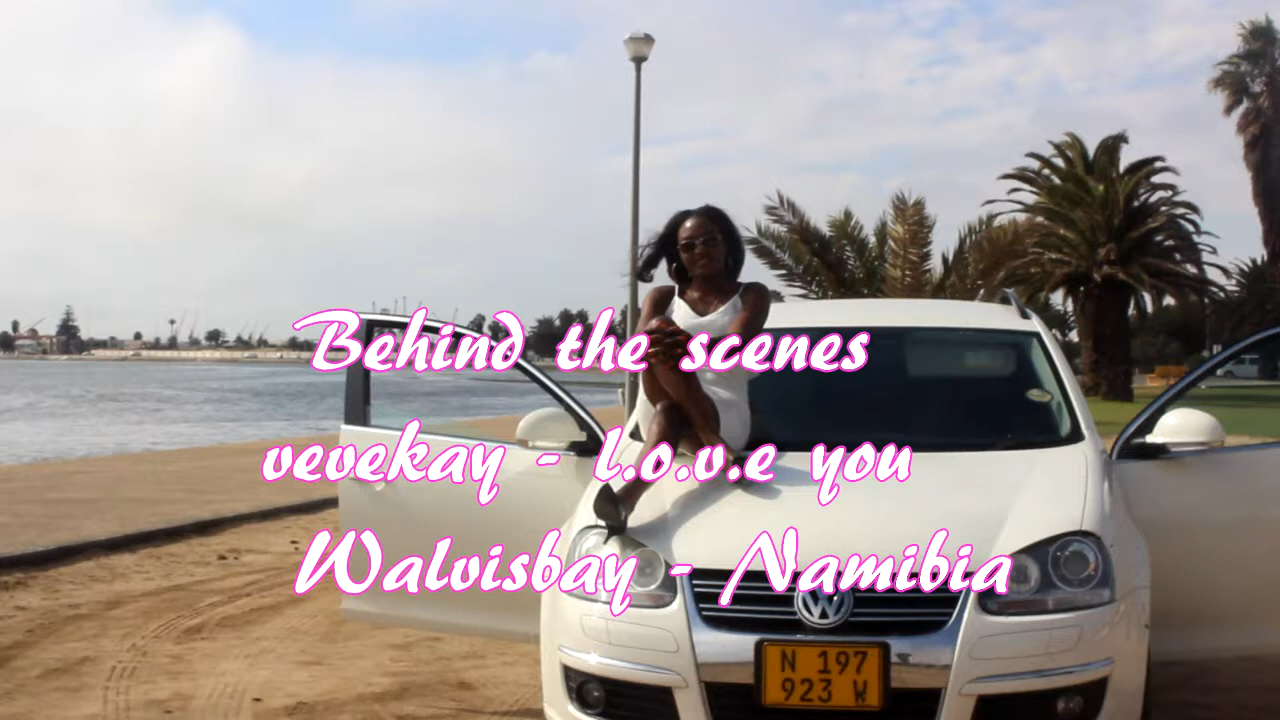 Behind the scenes
vevekay - l.o.v.e you
Walvisbay - Namibia
N 197
923 W